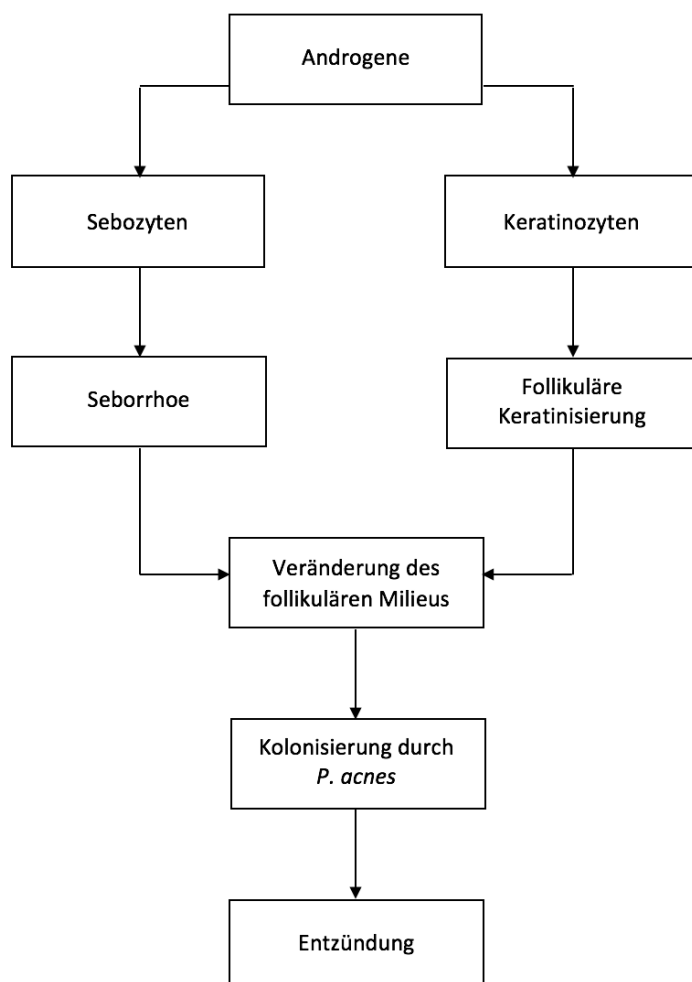 Androgene
Sebozyten
Keratinozyten
Seborrhoe
Follikuläre
Keratinisierung
Veränderung des
follikulären Milieus
Kolonisierung durch
P. acnes
Entzündung